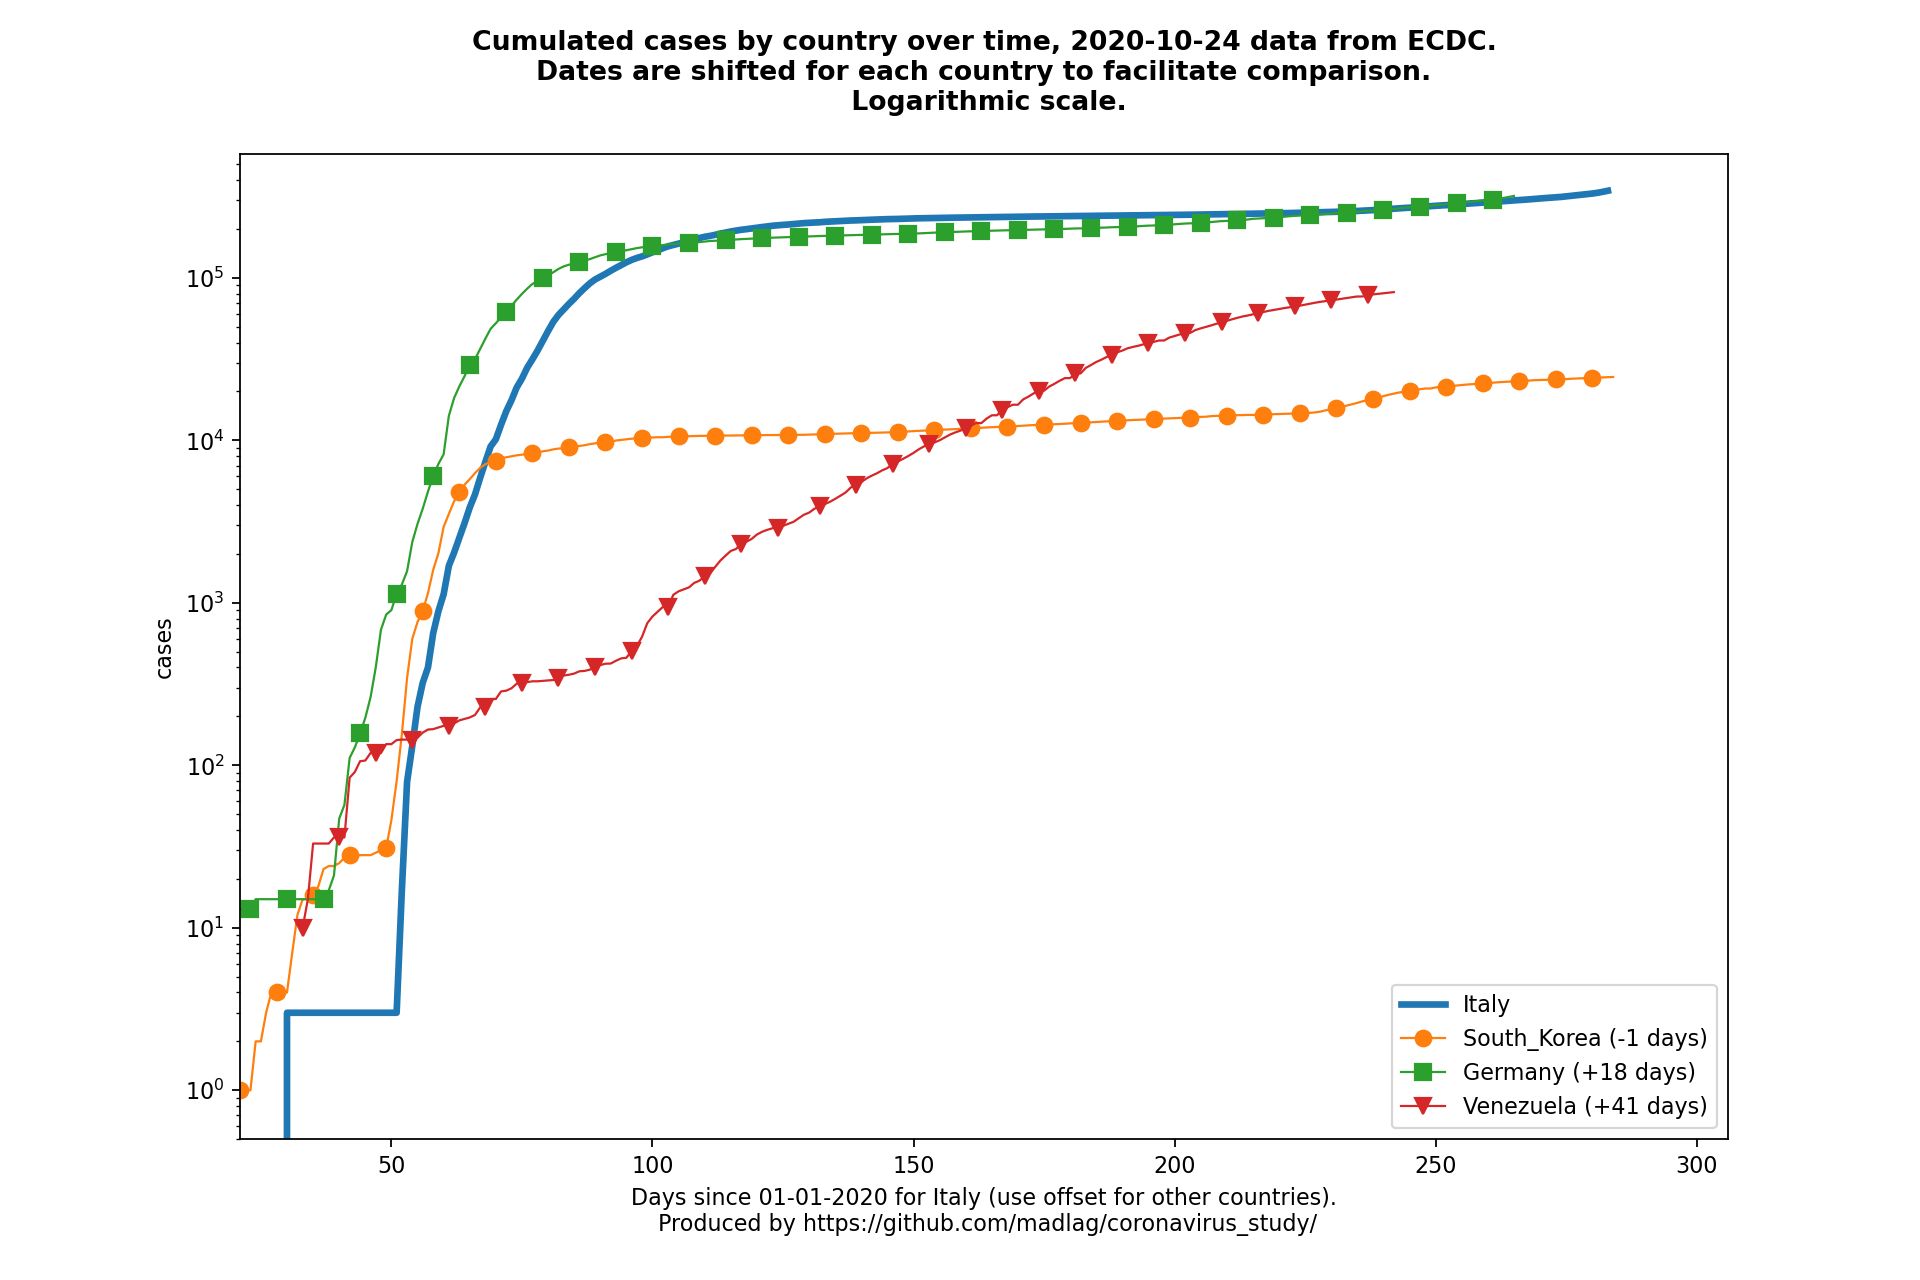 Cumulated cases by country over time, 2020-10-24 data from ECDC.
Dates are shifted for each country to facilitate comparison.
Logarithmic scale.
cases
10^5
10^4
10^3
10^2
10^1
10^0
50 100 150 200 250 300
Italy
South_Korea (-1 days)
Germany (+18 days)
Venezuela (+41 days)
Days since 01-01-2020 for Italy (use offset for other countries).
Produced by https://github.com/madlag/coronavirus_study/